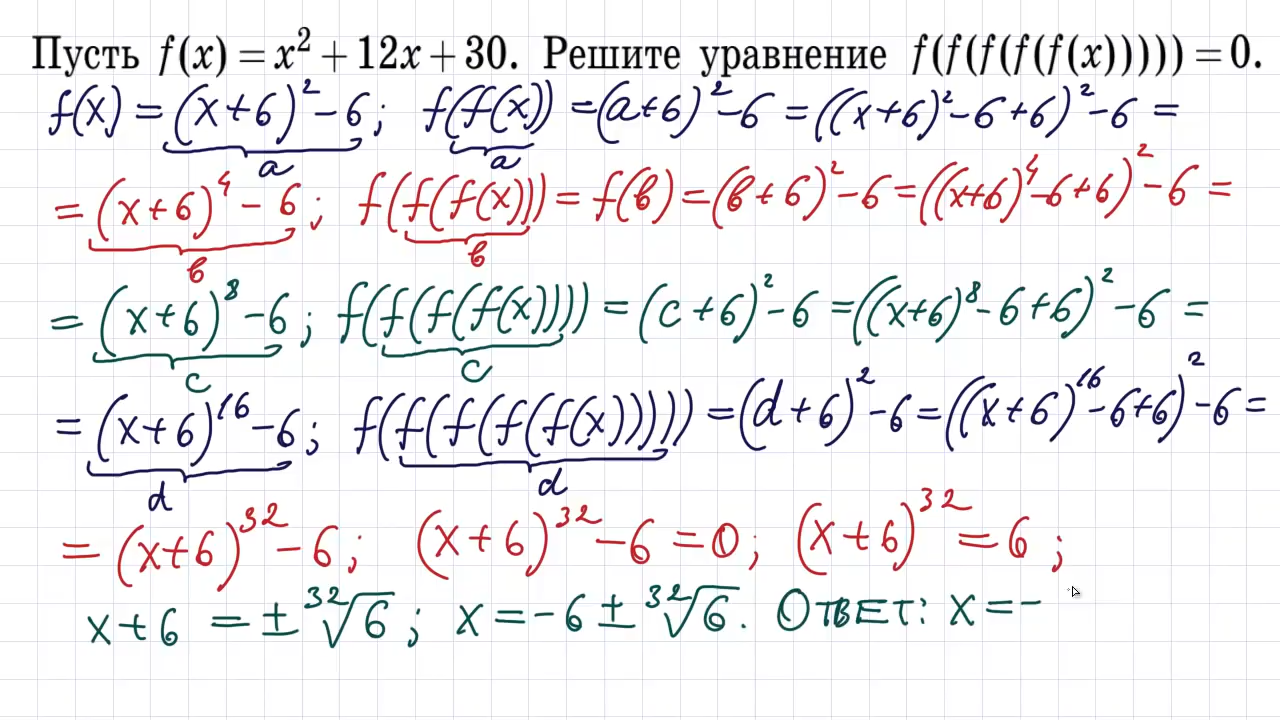 Пусть f(x) = x² + 12x + 30. Решите уравнение f(f(f(f(f(x))))) = 0.
f(x) = (x+6)² - 6; f(f(x)) = (a+6)² - 6 = ((x+6)² - 6 + 6)² - 6 =
a a
= (x+6)⁴ - 6; f(f(f(x))) = f(в) = (в+6)² - 6 = ((x+6)⁴ - 6 + 6)² - 6 =
в в
= (x+6)⁸ - 6; f(f(f(f(x)))) = (c+6)² - 6 = ((x+6)⁸ - 6 + 6)² - 6 =
c c
= (x+6)¹⁶ - 6; f(f(f(f(f(x))))) = (d+6)² - 6 = ((x+6)¹⁶ - 6 + 6)² - 6 =
d d
= (x+6)³² - 6; (x+6)³² - 6 = 0; (x+6)³² = 6;
x+6 = ± ³²√6; x = -6 ± ³²√6. Ответ: x = -